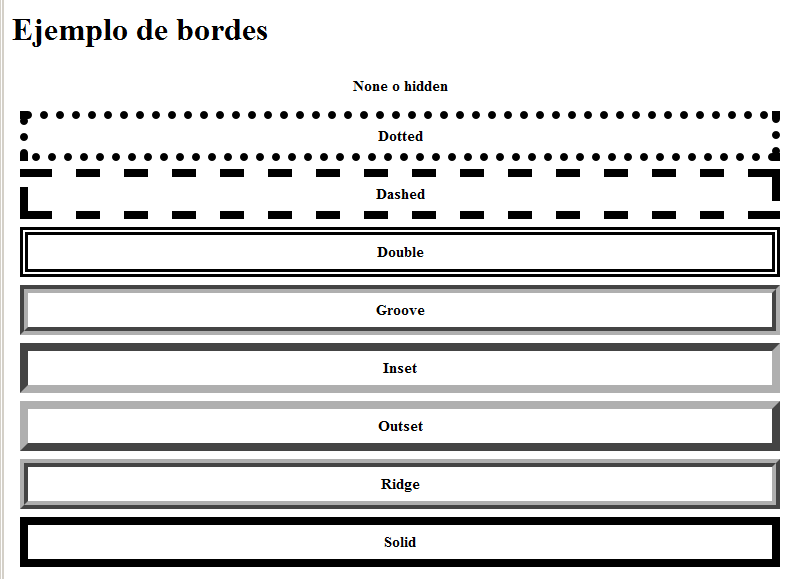 Ejemplo de bordes
None o hidden
Dotted
Dashed
Double
Groove
Inset
Outset
Ridge
Solid